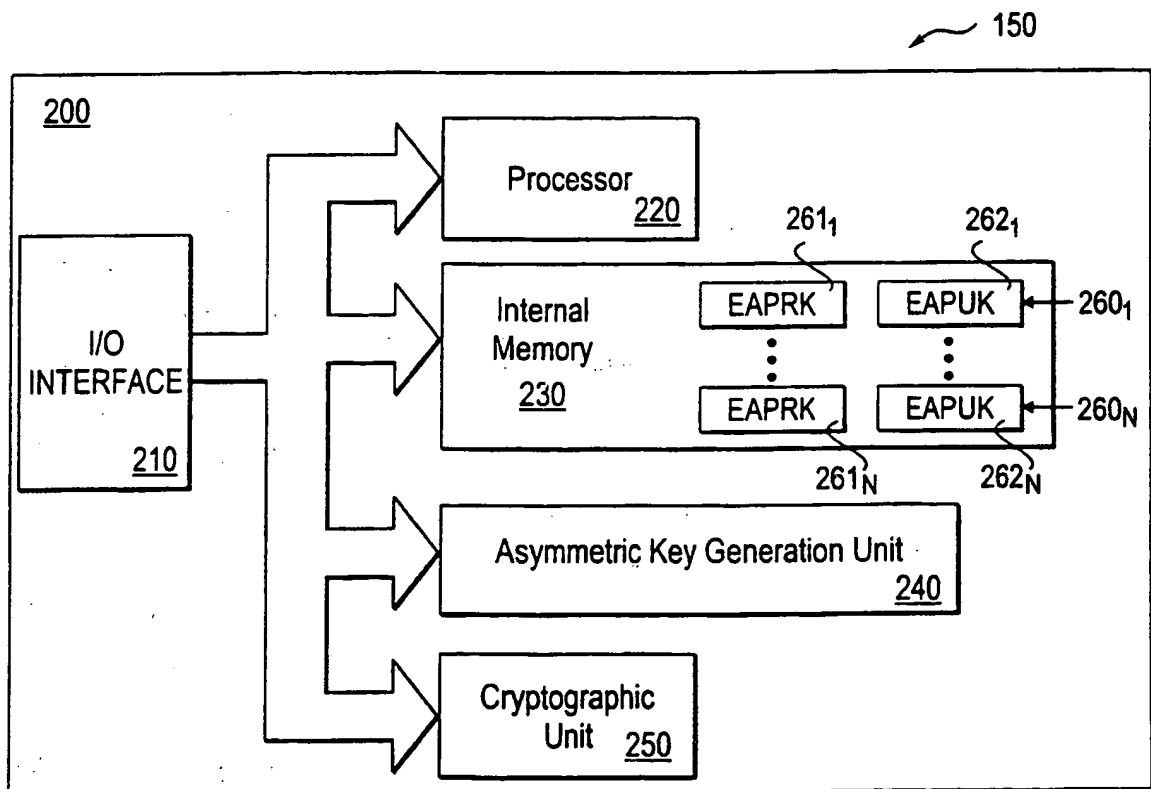 150
200
Processor
220
I/O
INTERFACE
210
Internal
Memory
230
261₁
262₁
EAPRK
EAPUK
260₁
EAPRK
EAPUK
260ₙ
261ₙ
262ₙ
Asymmetric Key Generation Unit
240
Cryptographic
Unit
250